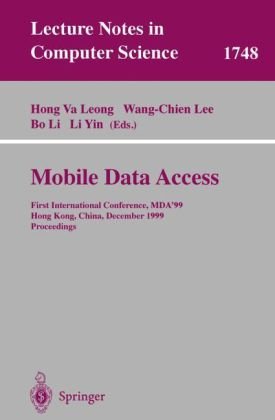 Lecture Notes in
Computer Science 1748
Hong Va Leong Wang-Chien Lee
Bo Li Li Yin (Eds.)
Mobile Data Access
First International Conference, MDA'99
Hong Kong, China, December 1999
Proceedings
Springer